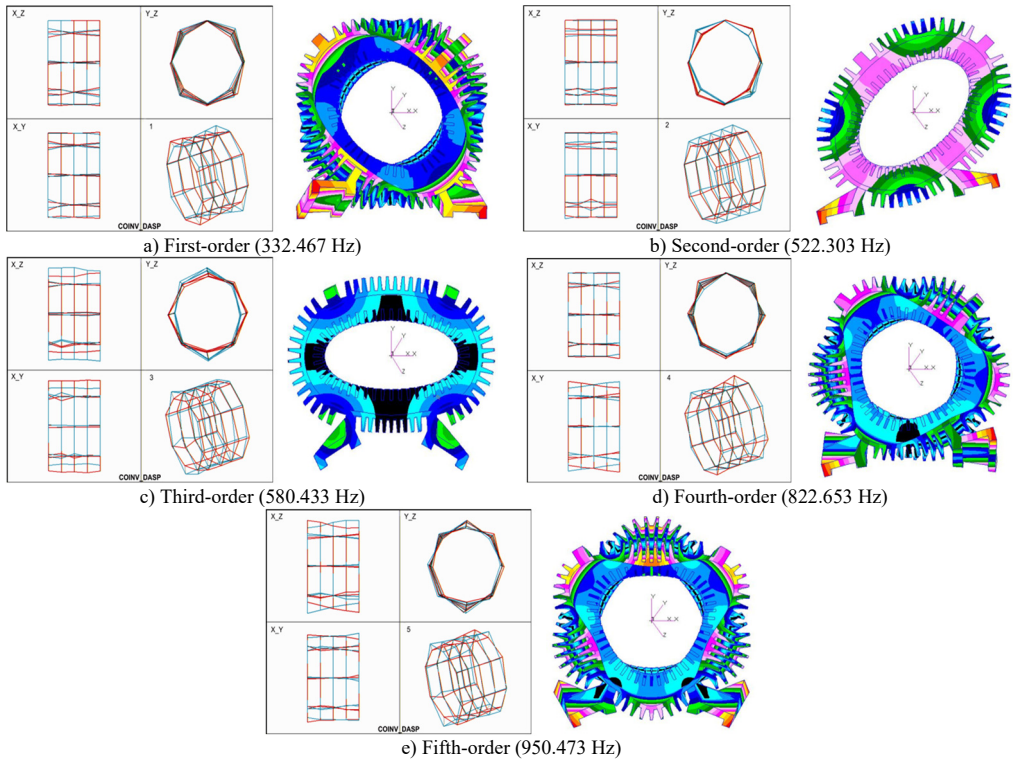 X_Z
Y_Z
X_Y
1
COINV_DASP
Y
X X
Z
X_Z
Y_Z
X_Y
2
COINV_DASP
Y
X X
Z
a) First-order (332.467 Hz)
b) Second-order (522.303 Hz)
X_Z
Y_Z
X_Y
3
COINV_DASP
Y
Y
X X
Z
X_Z
Y_Z
X_Y
4
COINV_DASP
Y
Y
X X
Z
c) Third-order (580.433 Hz)
d) Fourth-order (822.653 Hz)
X_Z
Y_Z
X_Y
5
COINV_DASP
Y
Y
X X
Z
e) Fifth-order (950.473 Hz)